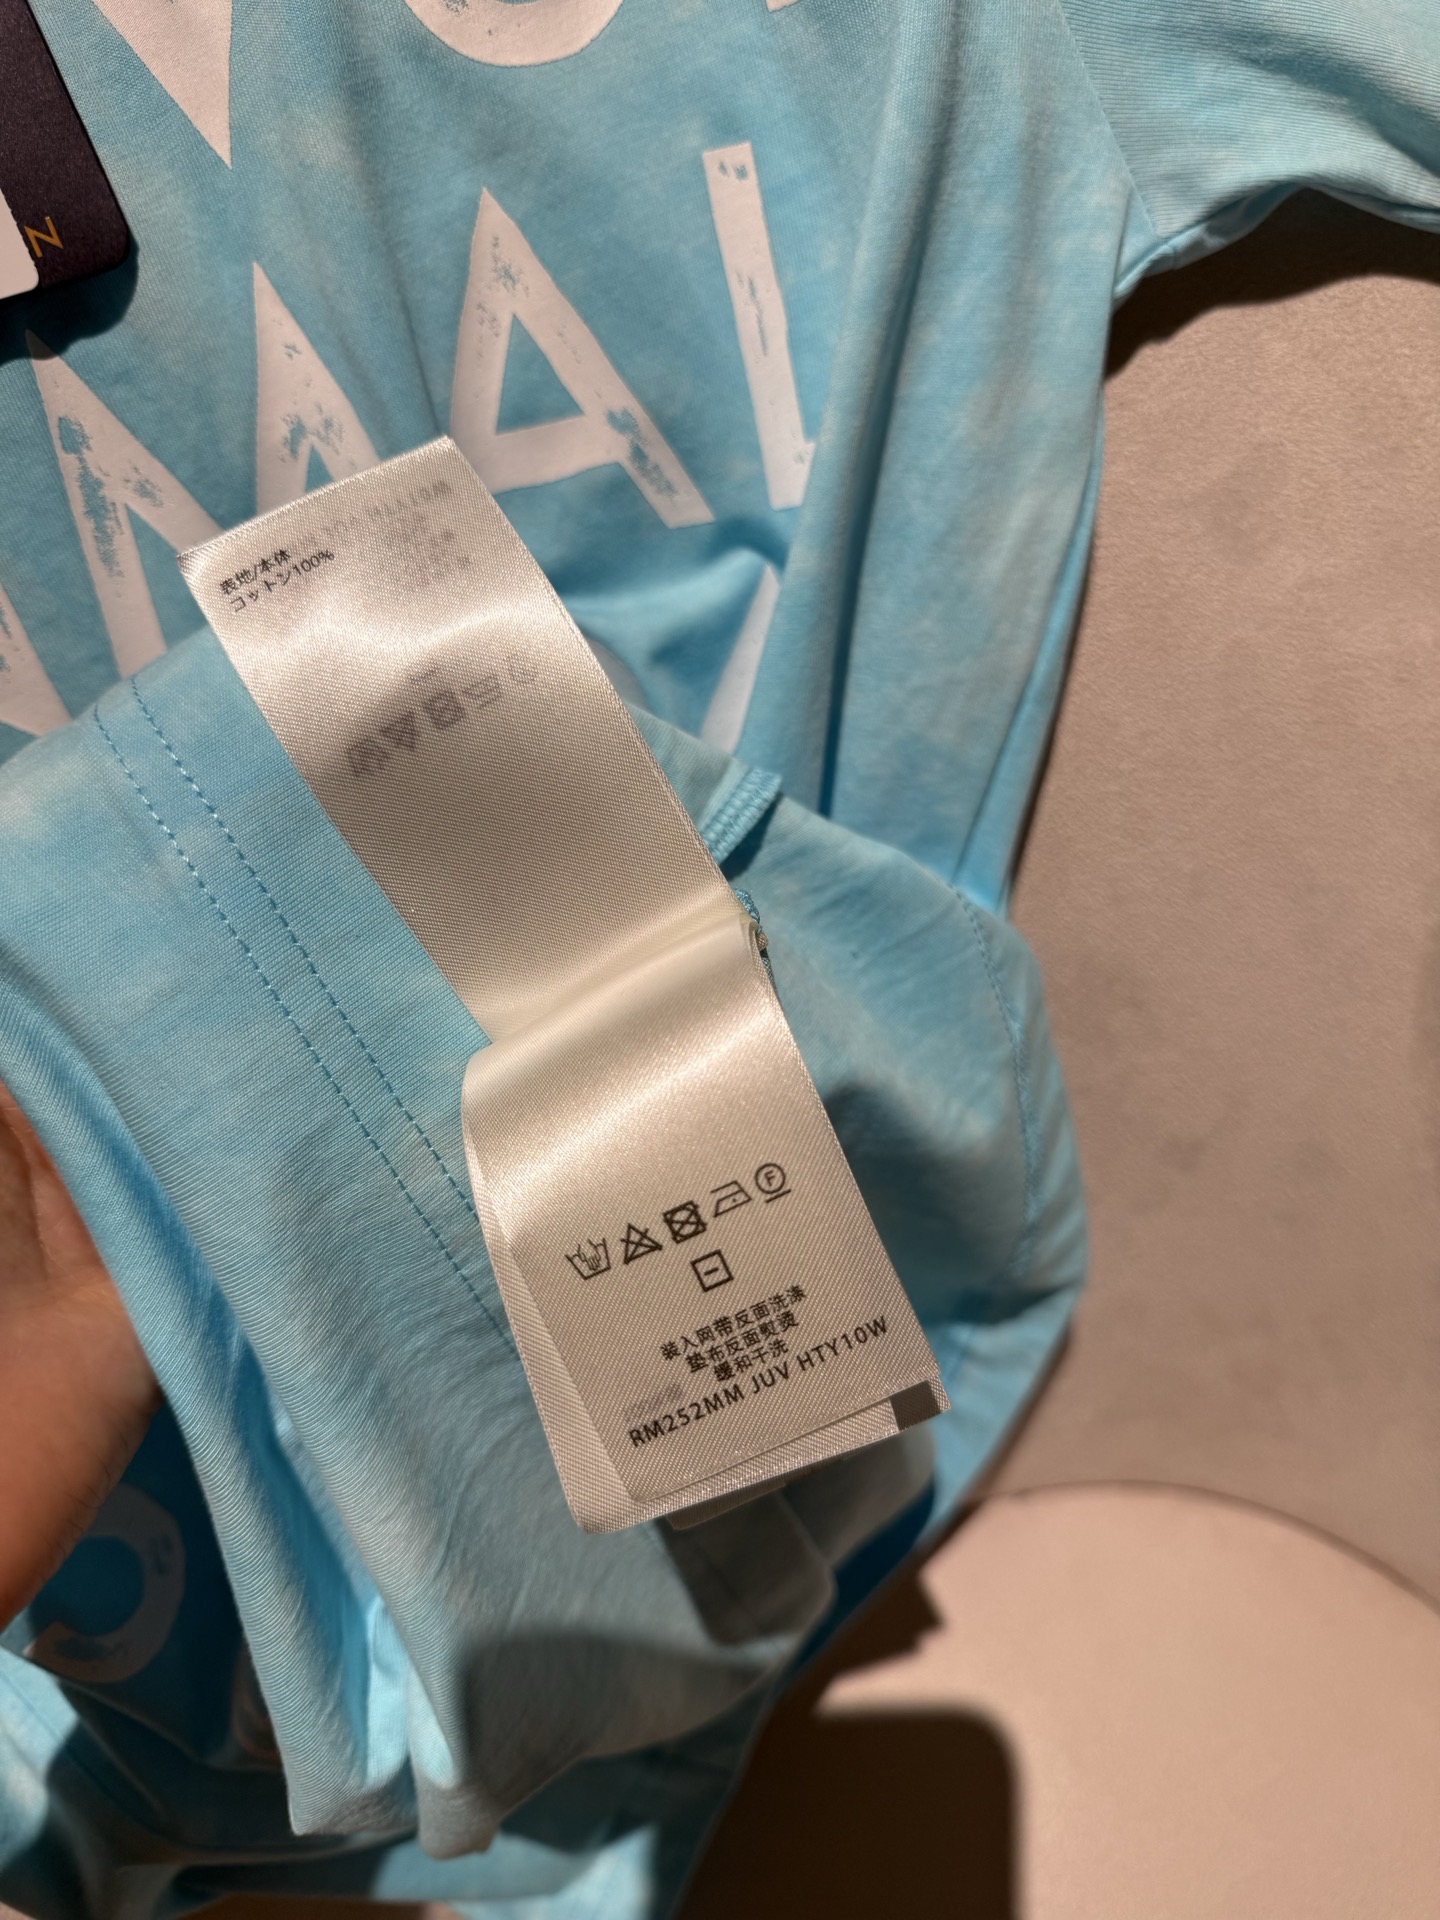 N
MAL
表地/本体
コットン100%
F
装入网带反面洗涤
垫布反面熨烫
缓和干洗
RM252MM JUV HTY10W